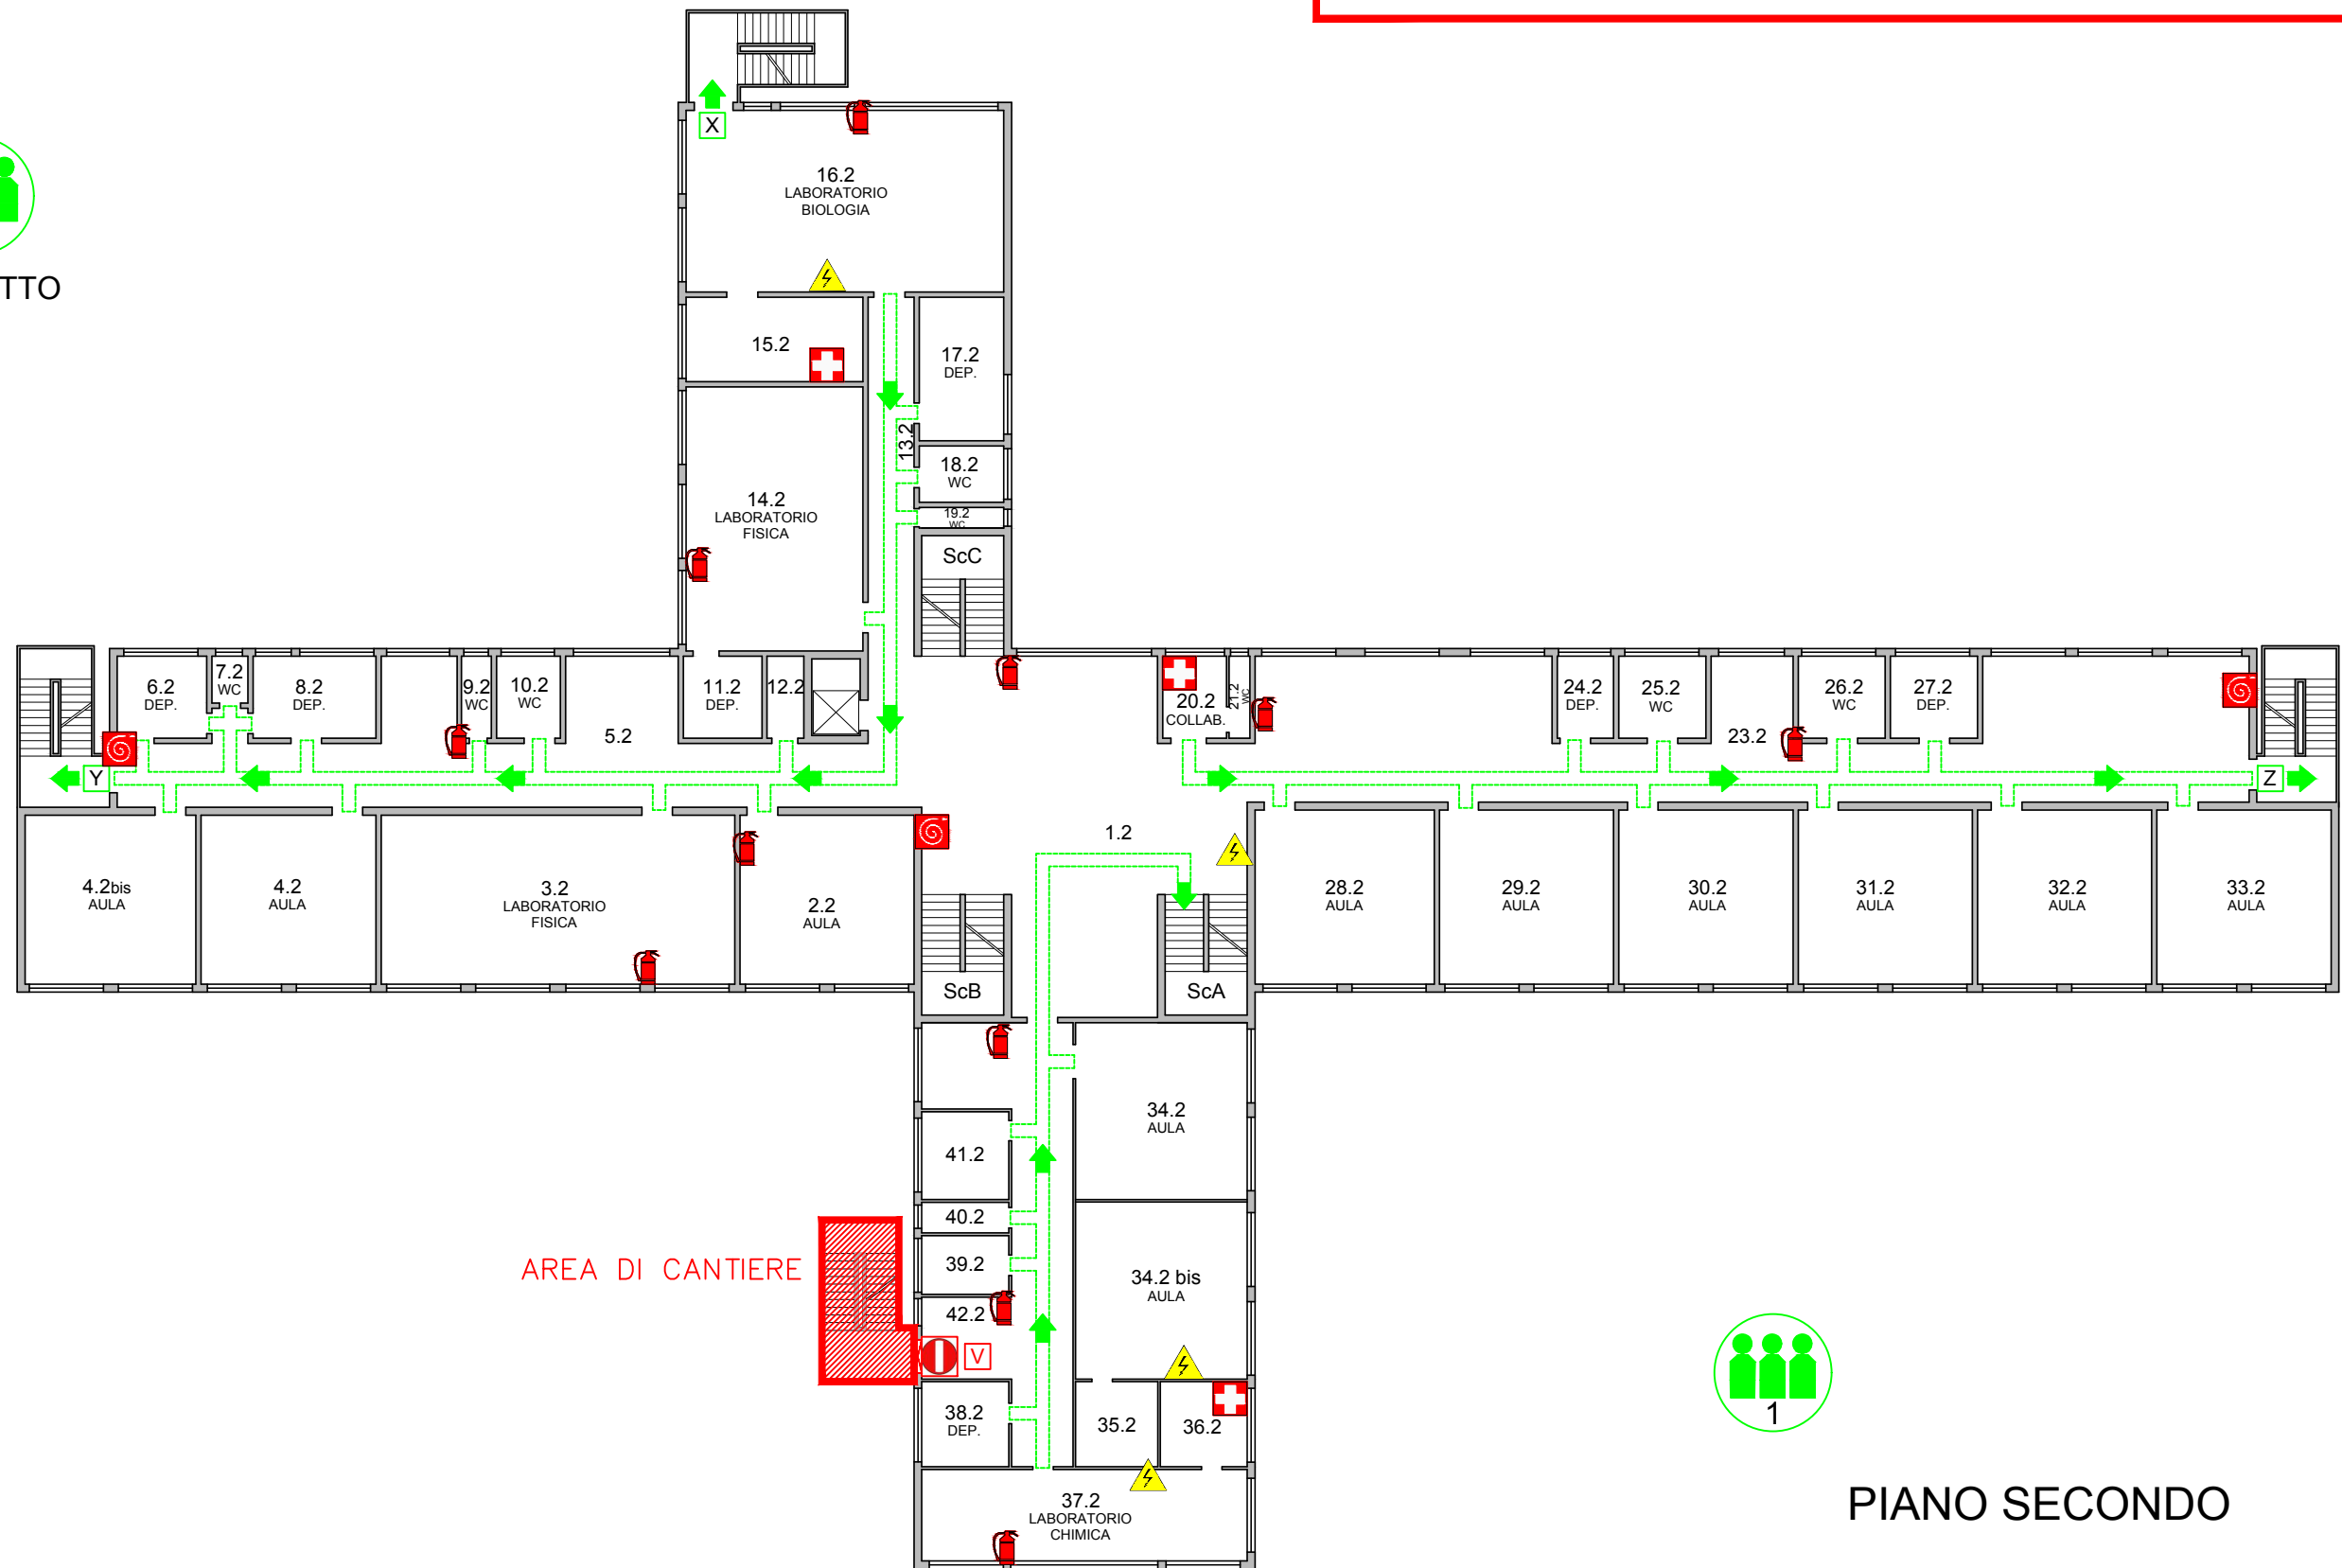 X
16.2
LABORATORIO
BIOLOGIA
TTO
15.2
17.2
DEP.
13.2
18.2
WC
14.2
LABORATORIO
FISICA
19.2
WC
ScC
6.2
DEP.
7.2
WC
8.2
DEP.
9.2
WC
10.2
WC
5.2
11.2
DEP.
12.2
20.2
COLLAB.
21.2
WC
24.2
DEP.
25.2
WC
23.2
26.2
WC
27.2
DEP.
Y
Z
1.2
4.2bis
AULA
4.2
AULA
3.2
LABORATORIO
FISICA
2.2
AULA
28.2
AULA
29.2
AULA
30.2
AULA
31.2
AULA
32.2
AULA
33.2
AULA
ScB
ScA
34.2
AULA
41.2
40.2
39.2
AREA DI CANTIERE
34.2 bis
AULA
42.2
V
38.2
DEP.
35.2
36.2
1
37.2
LABORATORIO
CHIMICA
PIANO SECONDO